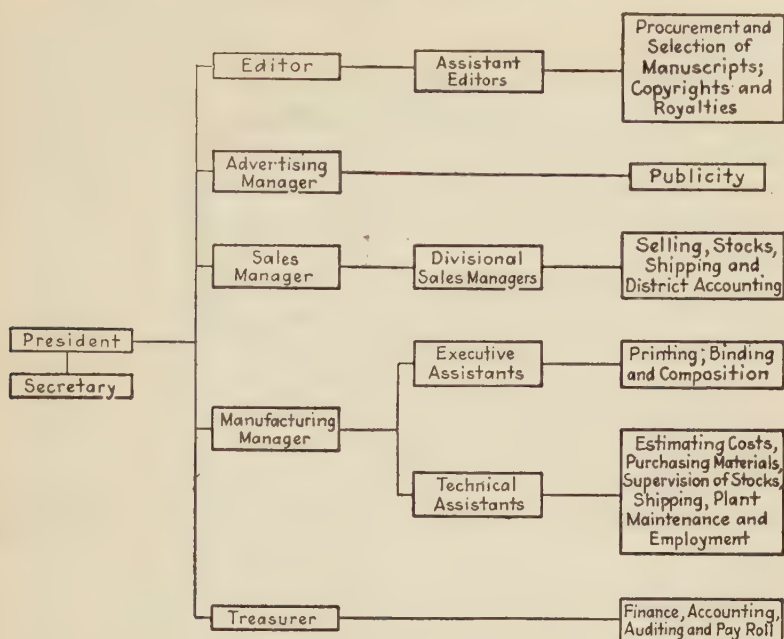 Editor
Assistant
Editors
Procurement and
Selection of
Manuscripts;
Copyrights and
Royalties
Advertising
Manager
Publicity
Sales
Manager
Divisional
Sales Managers
Selling, Stocks,
Shipping and
District Accounting
President
Secretary
Manufacturing
Manager
Executive
Assistants
Printing; Binding
and Composition
Technical
Assistants
Estimating Costs,
Purchasing Materials,
Supervision of Stocks,
Shipping, Plant
Maintenance and
Employment
Treasurer
Finance, Accounting,
Auditing and Pay Roll